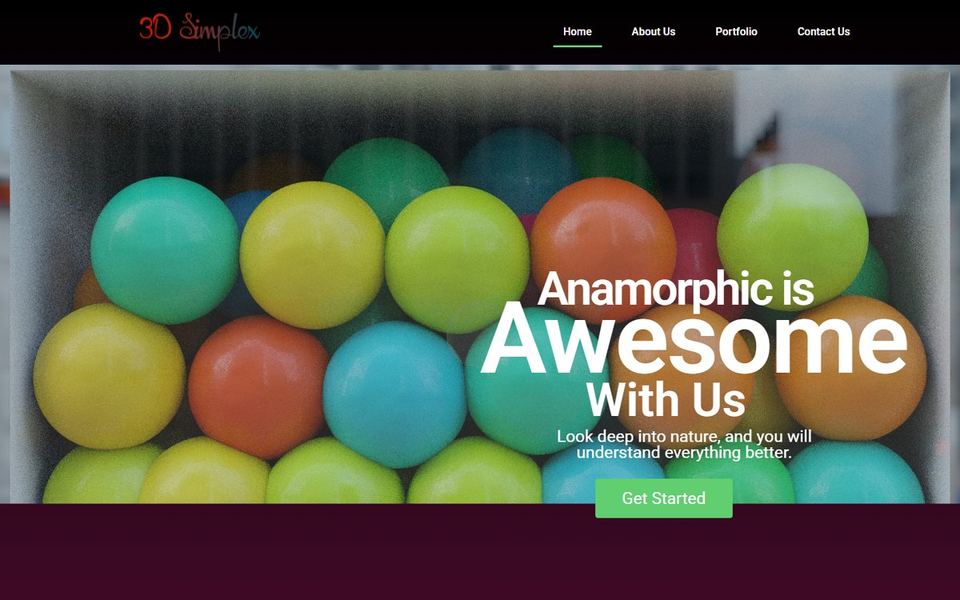 3D Simplex
Home
About Us
Portfolio
Contact Us
Anamorphic is
Awesome
With Us
Look deep into nature, and you will
understand everything better.
Get Started